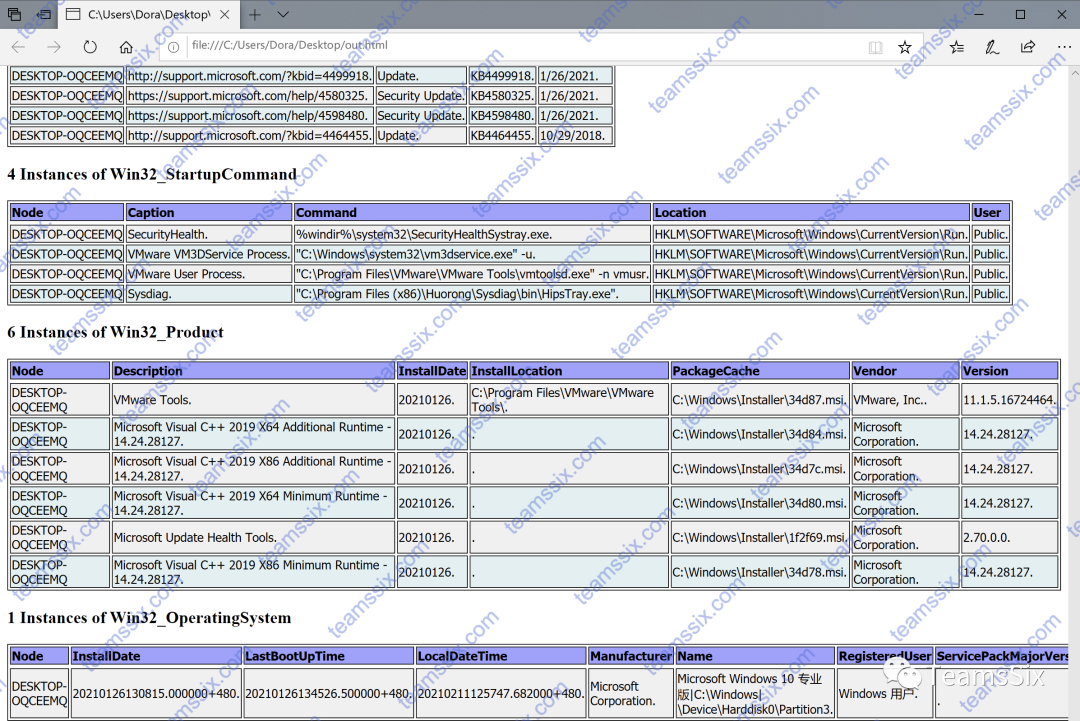 C:\Users\Dora\Desktop\
file:///C:/Users/Dora/Desktop/out.html
DESKTOP-OQCEEMQ http://support.microsoft.com/?kbid=4499918. Update. KB4499918. 1/26/2021.
DESKTOP-OQCEEMQ https://support.microsoft.com/help/4580325. Security Update. KB4580325. 1/26/2021.
DESKTOP-OQCEEMQ https://support.microsoft.com/help/4598480. Security Update. KB4598480. 1/26/2021.
DESKTOP-OQCEEMQ http://support.microsoft.com/?kbid=4464455. Update. KB4464455. 10/29/2018.
4 Instances of Win32_StartupCommand
Node Caption Command Location User
DESKTOP-OQCEEMQ SecurityHealth. %windir%\system32\SecurityHealthSystray.exe. HKLM\SOFTWARE\Microsoft\Windows\CurrentVersion\Run. Public.
DESKTOP-OQCEEMQ VMware VM3DService Process. "C:\Windows\system32\vm3dservice.exe" -u. HKLM\SOFTWARE\Microsoft\Windows\CurrentVersion\Run. Public.
DESKTOP-OQCEEMQ VMware User Process. "C:\Program Files\VMware\VMware Tools\vmtoolsd.exe" -n vmusr. HKLM\SOFTWARE\Microsoft\Windows\CurrentVersion\Run. Public.
DESKTOP-OQCEEMQ Sysdiag. "C:\Program Files (x86)\Huorong\Sysdiag\bin\HipsTray.exe". HKLM\SOFTWARE\Microsoft\Windows\CurrentVersion\Run. Public.
6 Instances of Win32_Product
Node Description InstallDate InstallLocation PackageCache Vendor Version
DESKTOP-OQCEEMQ VMware Tools. 20210126. C:\Program Files\VMware\VMware Tools\. C:\Windows\Installer\34d87.msi. VMware, Inc.. 11.1.5.16724464.
DESKTOP-OQCEEMQ Microsoft Visual C++ 2019 X64 Additional Runtime - 14.24.28127. 20210126. . C:\Windows\Installer\34d84.msi. Microsoft Corporation. 14.24.28127.
DESKTOP-OQCEEMQ Microsoft Visual C++ 2019 X86 Additional Runtime - 14.24.28127. 20210126. . C:\Windows\Installer\34d7c.msi. Microsoft Corporation. 14.24.28127.
DESKTOP-OQCEEMQ Microsoft Visual C++ 2019 X64 Minimum Runtime - 14.24.28127. 20210126. . C:\Windows\Installer\34d80.msi. Microsoft Corporation. 14.24.28127.
DESKTOP-OQCEEMQ Microsoft Update Health Tools. 20210126. . C:\Windows\Installer\1f2f69.msi. Microsoft Corporation. 2.70.0.0.
DESKTOP-OQCEEMQ Microsoft Visual C++ 2019 X86 Minimum Runtime - 14.24.28127. 20210126. . C:\Windows\Installer\34d78.msi. Microsoft Corporation. 14.24.28127.
1 Instances of Win32_OperatingSystem
Node InstallDate LastBootUpTime LocalDateTime Manufacturer Name RegisteredUser ServicePackMajorVers
DESKTOP-OQCEEMQ 20210126130815.000000+480. 20210126134526.500000+480. 20210211125747.682000+480. Microsoft Corporation. Microsoft Windows 10 专业版|C:\Windows|\Device\Harddisk0\Partition3. Windows 用户. .
teamssix.com
TeamsSix